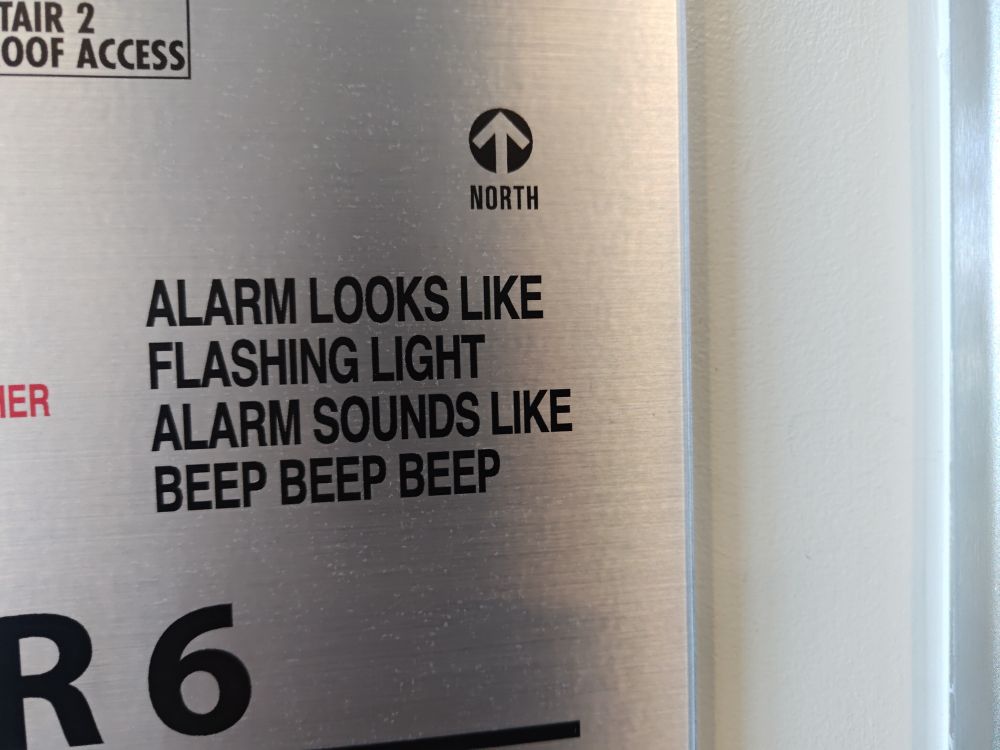 TAIR 2
OOF ACCESS
NORTH
ALARM LOOKS LIKE
FLASHING LIGHT
ALARM SOUNDS LIKE
BEEP BEEP BEEP
HER
R 6